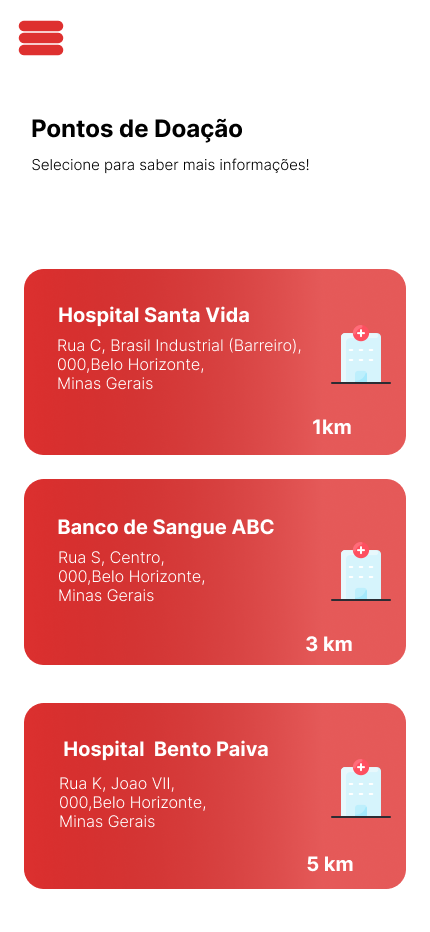 Pontos de Doação
Selecione para saber mais informações!
Hospital Santa Vida
Rua C, Brasil Industrial (Barreiro),
000,Belo Horizonte,
Minas Gerais
1km
Banco de Sangue ABC
Rua S, Centro,
000,Belo Horizonte,
Minas Gerais
3 km
Hospital  Bento Paiva
Rua K, Joao VII,
000,Belo Horizonte,
Minas Gerais
5 km